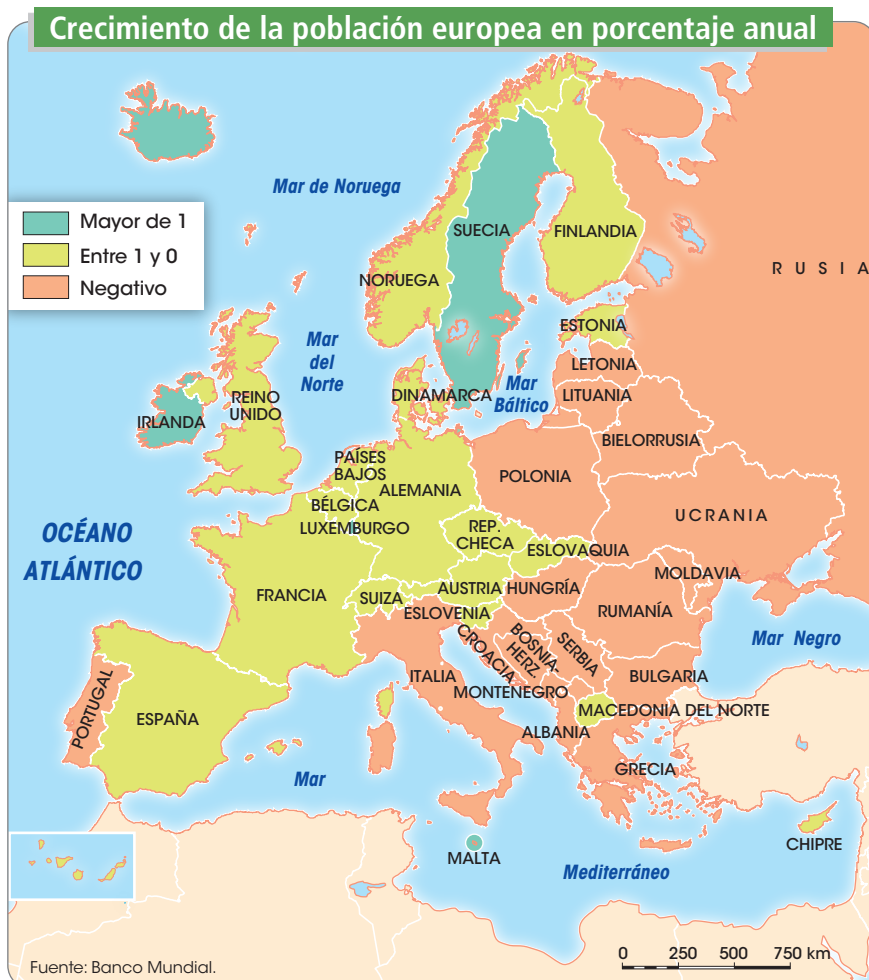 Crecimiento de la población europea en porcentaje anual
Mayor de 1
Entre 1 y 0
Negativo
Mar de Noruega
SUECIA
FINLANDIA
NORUEGA
RUSIA
ESTONIA
Mar
del
Norte
LETONIA
DINAMARCA
Mar
Báltico
LITUANIA
REINO
UNIDO
IRLANDA
BIELORRUSIA
PAÍSES
BAJOS
ALEMANIA
POLONIA
BÉLGICA
UCRANIA
LUXEMBURGO
REP.
CHECA
ESLOVAQUIA
OCÉANO
ATLÁNTICO
MOLDAVIA
FRANCIA
SUIZA
AUSTRIA
HUNGRÍA
RUMANÍA
ESLOVENIA
CROACIA
BOSNIA-
HERZ.
SERBIA
Mar Negro
ITALIA
MONTENEGRO
BULGARIA
PORTUGAL
ESPAÑA
MACEDONIA DEL NORTE
ALBANIA
GRECIA
Mar
MALTA
Mediterráneo
CHIPRE
Fuente: Banco Mundial.
0 250 500 750 km